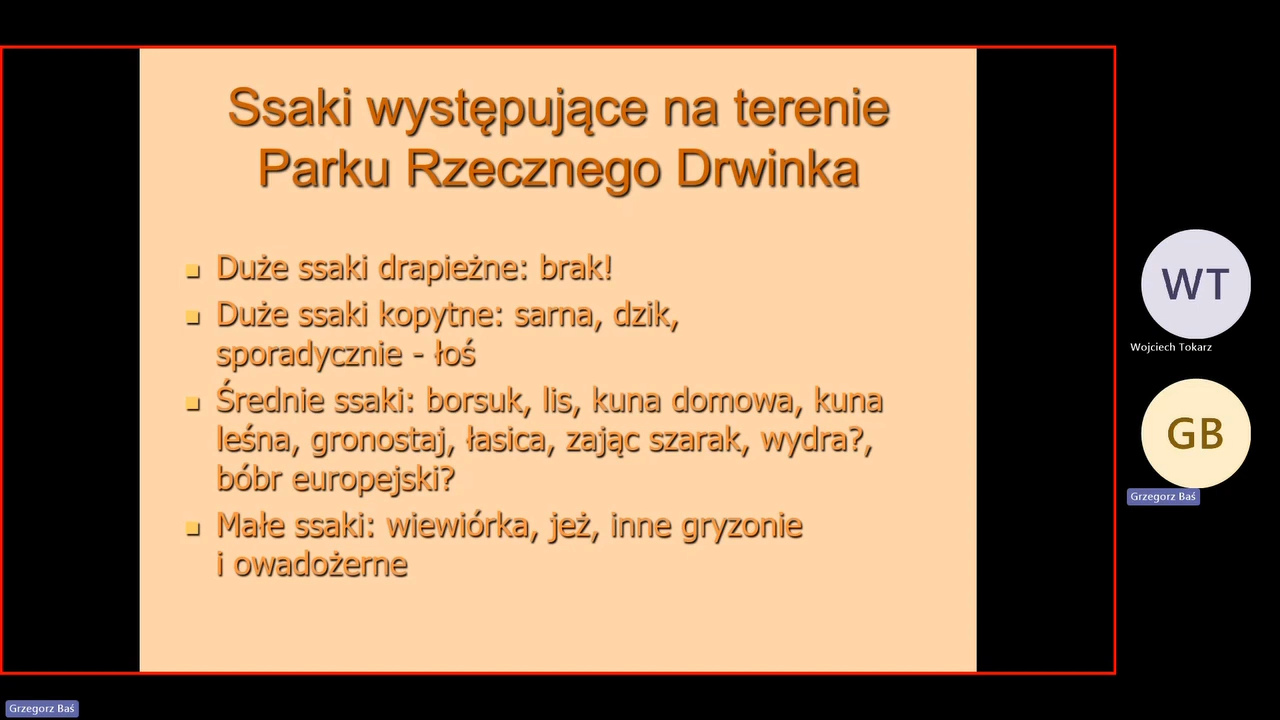 Ssaki występujące na terenie
Parku Rzecznego Drwinka
Duże ssaki drapieżne: brak!
Duże ssaki kopytne: sarna, dzik,
sporadycznie - łoś
Średnie ssaki: borsuk, lis, kuna domowa, kuna
leśna, gronostaj, łasica, zając szarak, wydra?,
bóbr europejski?
Małe ssaki: wiewiórka, jeż, inne gryzonie
i owadożerne
WT
Wojciech Tokarz
GB
Grzegorz Baś
Grzegorz Baś